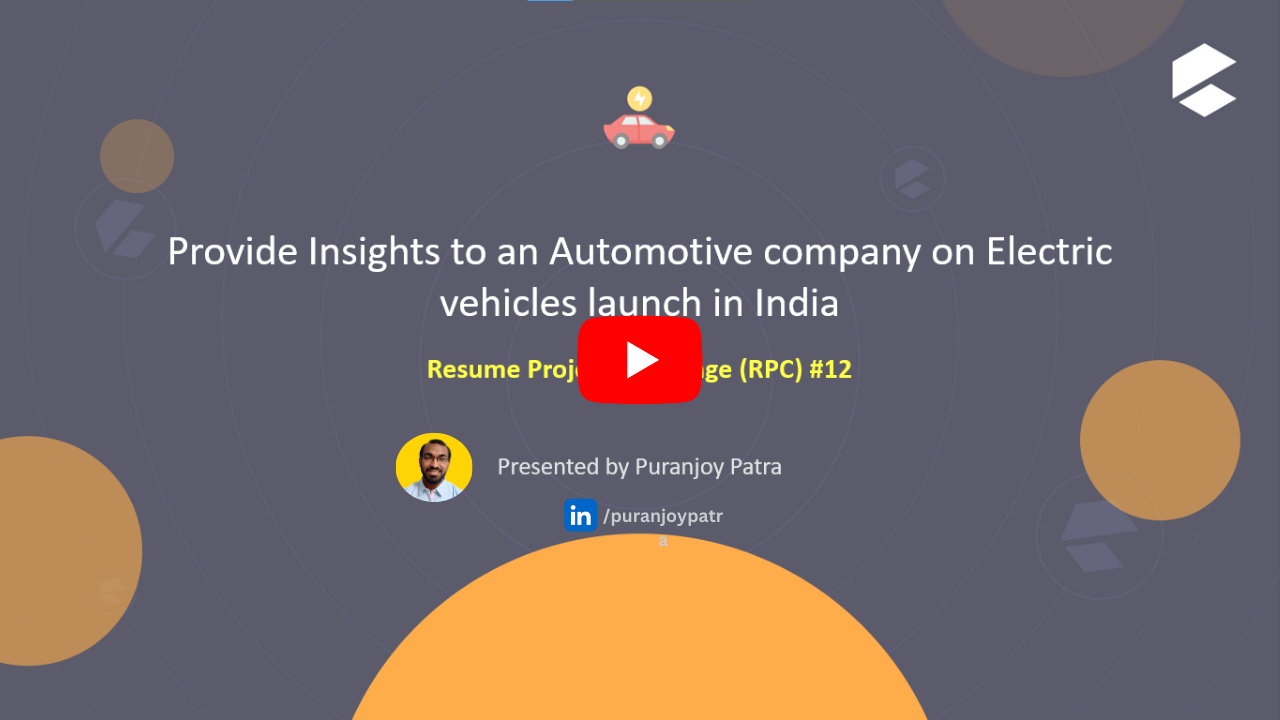 Provide Insights to an Automotive company on Electric
vehicles launch in India
Resume ge (RPC) #12
Presented by Puranjoy Patra
in /puranjoypatr
a